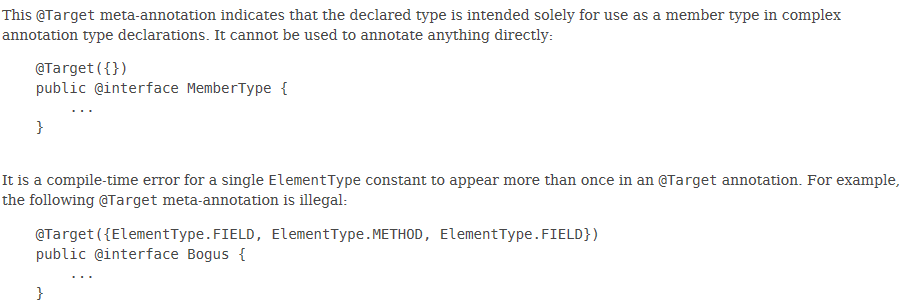 This @Target meta-annotation indicates that the declared type is intended solely for use as a member type in complex
annotation type declarations. It cannot be used to annotate anything directly:
@Target({})
public @interface MemberType {
...
}
It is a compile-time error for a single ElementType constant to appear more than once in an @Target annotation. For example,
the following @Target meta-annotation is illegal:
@Target({ElementType.FIELD, ElementType.METHOD, ElementType.FIELD})
public @interface Bogus {
...
}